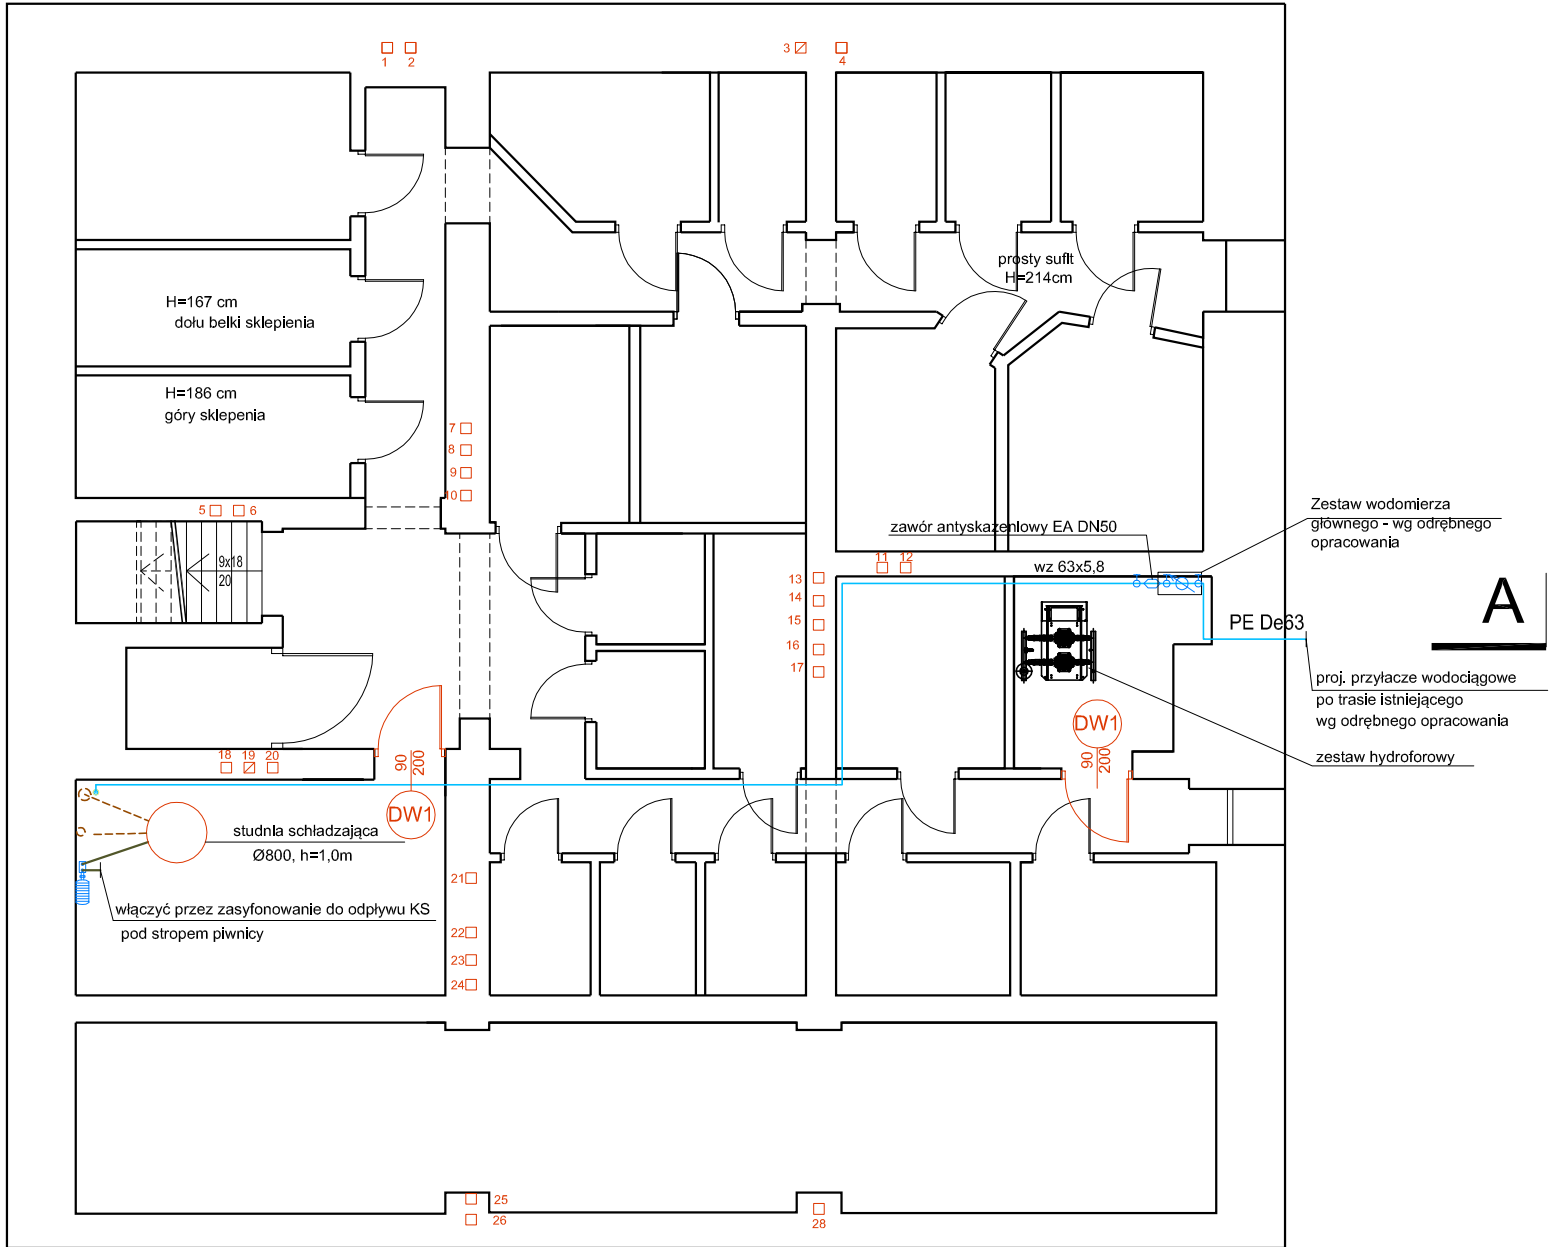 1
2
3
4
prosty sufit
H=214cm
H=167 cm
dołu belki sklepienia
H=186 cm
góry sklepenia
7
8
9
10
5
6
9x18
20
zawór antyskażeniowy EA DN50
Zestaw wodomierza
głównego - wg odrębnego
opracowania
11
12
wz 63x5,8
13
14
15
16
17
A
PE De63
proj. przyłacze wodociągowe
po trasie istniejącego
wg odrębnego opracowania
zestaw hydroforowy
DW1
90
200
18
19
20
90
200
DW1
studnia schładzająca
Ø800, h=1,0m
włączyć przez zasyfonowanie do odpływu KS
pod stropem piwnicy
21
22
23
24
25
26
28